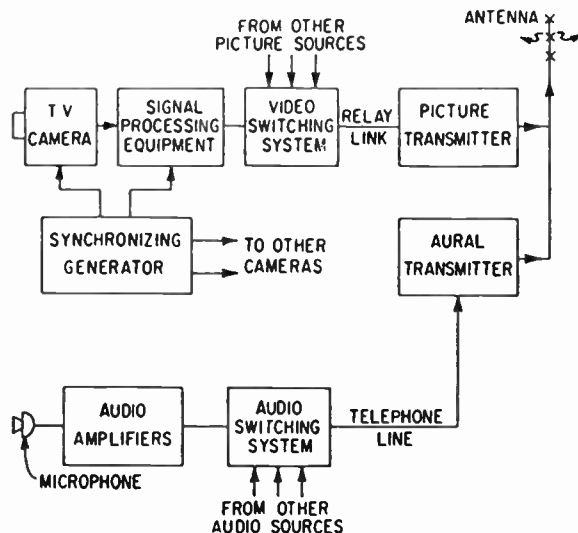 FROM OTHER
PICTURE SOURCES
ANTENNA
TV
CAMERA
SIGNAL
PROCESSING
EQUIPMENT
VIDEO
SWITCHING
SYSTEM
RELAY
LINK
PICTURE
TRANSMITTER
SYNCHRONIZING
GENERATOR
TO OTHER
CAMERAS
AURAL
TRANSMITTER
AUDIO
AMPLIFIERS
AUDIO
SWITCHING
SYSTEM
TELEPHONE
LINE
MICROPHONE
FROM OTHER
AUDIO SOURCES